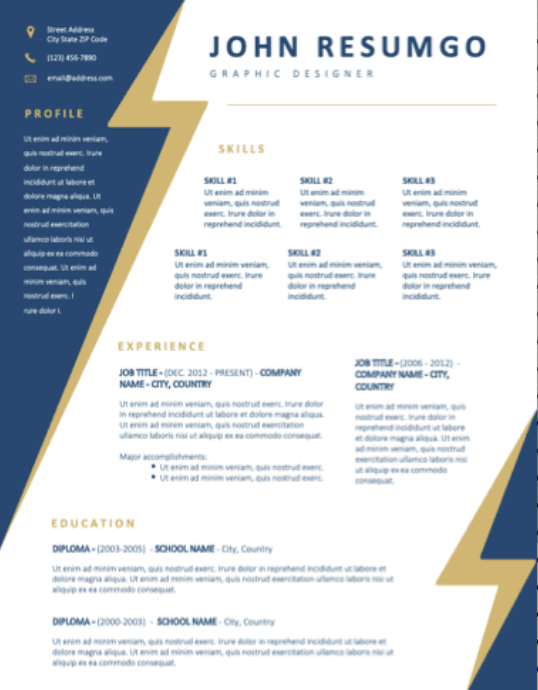 Street Address
City State ZIP Code
(123) 456-7890
email@address.com
PROFILE
Ut enim ad minim veniam,
quis nostrud exerc. Irure
dolor in reprehend
incididunt ut labore et
dolore magna aliqua. Ut
enim ad minim veniam, quis
nostrud exercitation
ullamco laboris nisi ut
aliquip ex ea commodo
consequat. Ut enim ad
minim veniam, quis
nostrud exerc. I
rure dolor i.
JOHN RESUMGO
GRAPHIC DESIGNER
SKILLS
SKILL #1
Ut enim ad minim
veniam, quis nostrud
exerc. Irure dolor in
reprehend incididunt.
SKILL #2
Ut enim ad minim
veniam, quis nostrud
exerc. Irure dolor in
reprehend incididunt.
SKILL #3
Ut enim ad minim
veniam, quis nostrud
exerc. Irure dolor in
reprehend incididunt.
SKILL #1
Ut enim ad minim veniam,
quis nostrud exerc. Irure
dolor in reprehend
incididunt.
SKILL #2
Ut enim ad minim veniam,
quis nostrud exerc. Irure
dolor in reprehend
incididunt.
SKILL #3
Ut enim ad minim veniam,
quis nostrud exerc. Irure
dolor in reprehend
incididunt.
EXPERIENCE
JOB TITLE - (DEC. 2012 - PRESENT) - COMPANY
NAME - CITY, COUNTRY
Ut enim ad minim veniam, quis nostrud exerc. Irure dolor
in reprehend incididunt ut labore et dolore magna aliqua.
Ut enim ad minim veniam, quis nostrud exercitation
ullamco laboris nisi ut aliquip ex ea commodo consequat.
Major accomplishments:
• Ut enim ad minim veniam, quis nostrud exerc.
• Ut enim ad minim veniam, quis nostrud exerc.
JOB TITLE - (2006 - 2012) -
COMPANY NAME - CITY,
COUNTRY
Ut enim ad minim veniam, quis
nostrud exerc. Irure dolor in
reprehend incididunt ut labore
et dolore magna aliqua. Ut
enim ad minim veniam, quis
nostrud exercitation ullamco
laboris nisi ut aliquip ex ea commodo
consequat.
EDUCATION
DIPLOMA - (2003-2005) - SCHOOL NAME - City, Country
Ut enim ad minim veniam, quis nostrud exerc. Irure dolor in reprehend incididunt ut labore et
dolore magna aliqua. Ut enim ad minim veniam, quis nostrud exercitation ullamco laboris nisi ut
aliquip ex ea commodo consequat.
DIPLOMA - (2000-2003) - SCHOOL NAME - City, Country
Ut enim ad minim veniam, quis nostrud exerc. Irure dolor in reprehend incididunt ut labore et
dolore magna aliqua. Ut enim ad minim veniam, quis nostrud exercitation ullamco laboris nisi ut
aliquip ex ea commodo consequat.